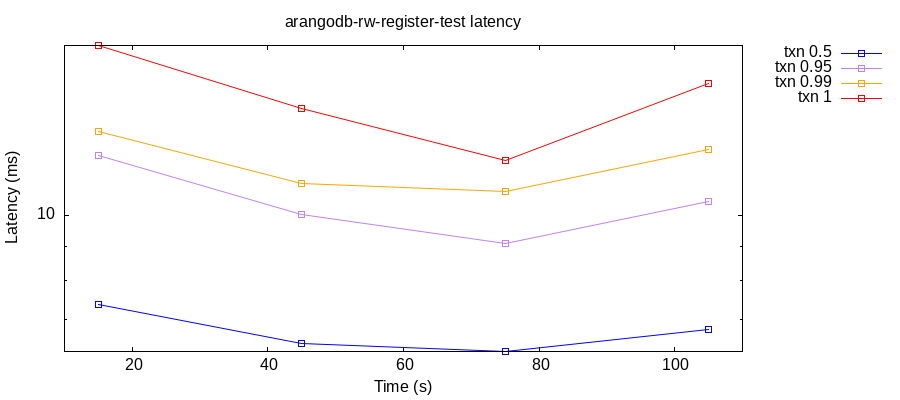 arangodb-rw-register-test latency
txn 0.5
txn 0.95
txn 0.99
txn 1
Latency (ms)
10
20 40 60 80 100
Time (s)